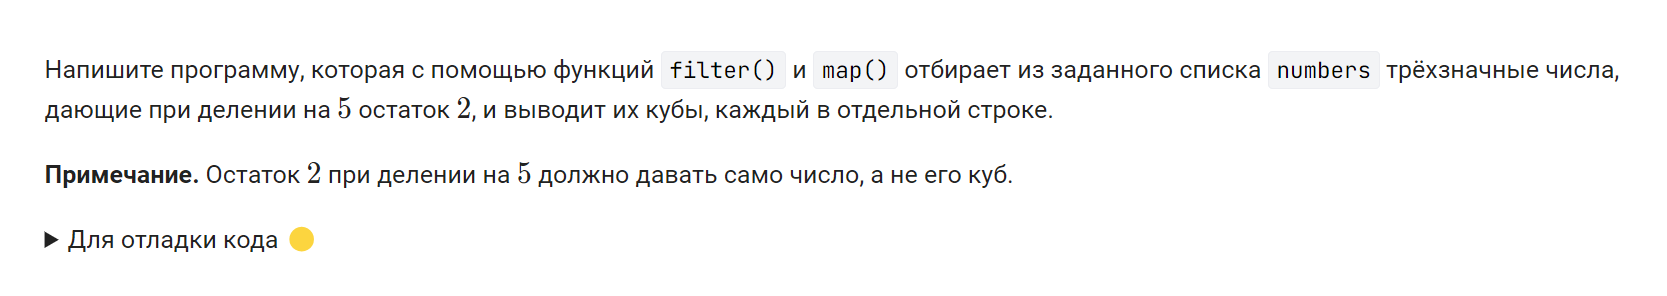 Напишите программу, которая с помощью функций filter() и map() отбирает из заданного списка numbers трёхзначные числа,
дающие при делении на 5 остаток 2, и выводит их кубы, каждый в отдельной строке.
Примечание. Остаток 2 при делении на 5 должно давать само число, а не его куб.
Для отладки кода